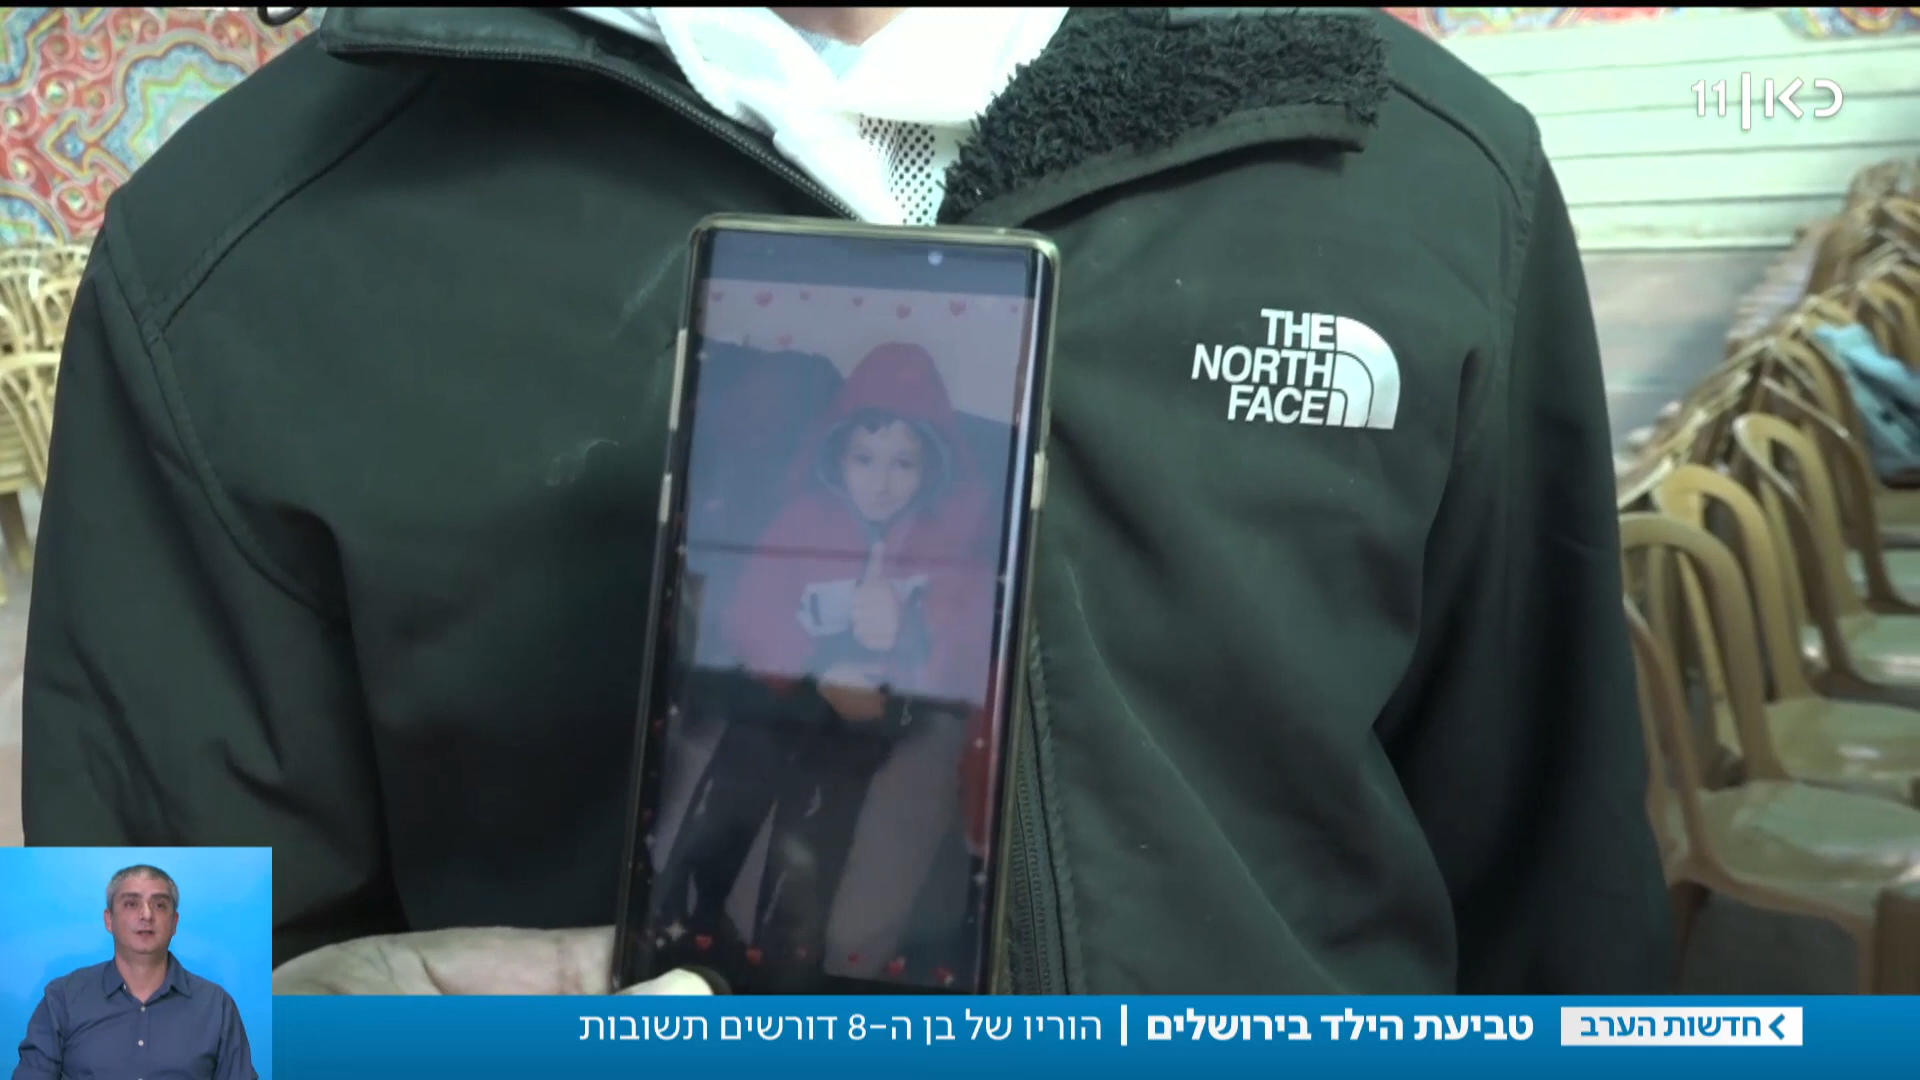 כאן 11
THE
NORTH
FACE
חדשות הערב
טביעת הילד בירושלים | הוריו של בן ה-8 דורשים תשובות